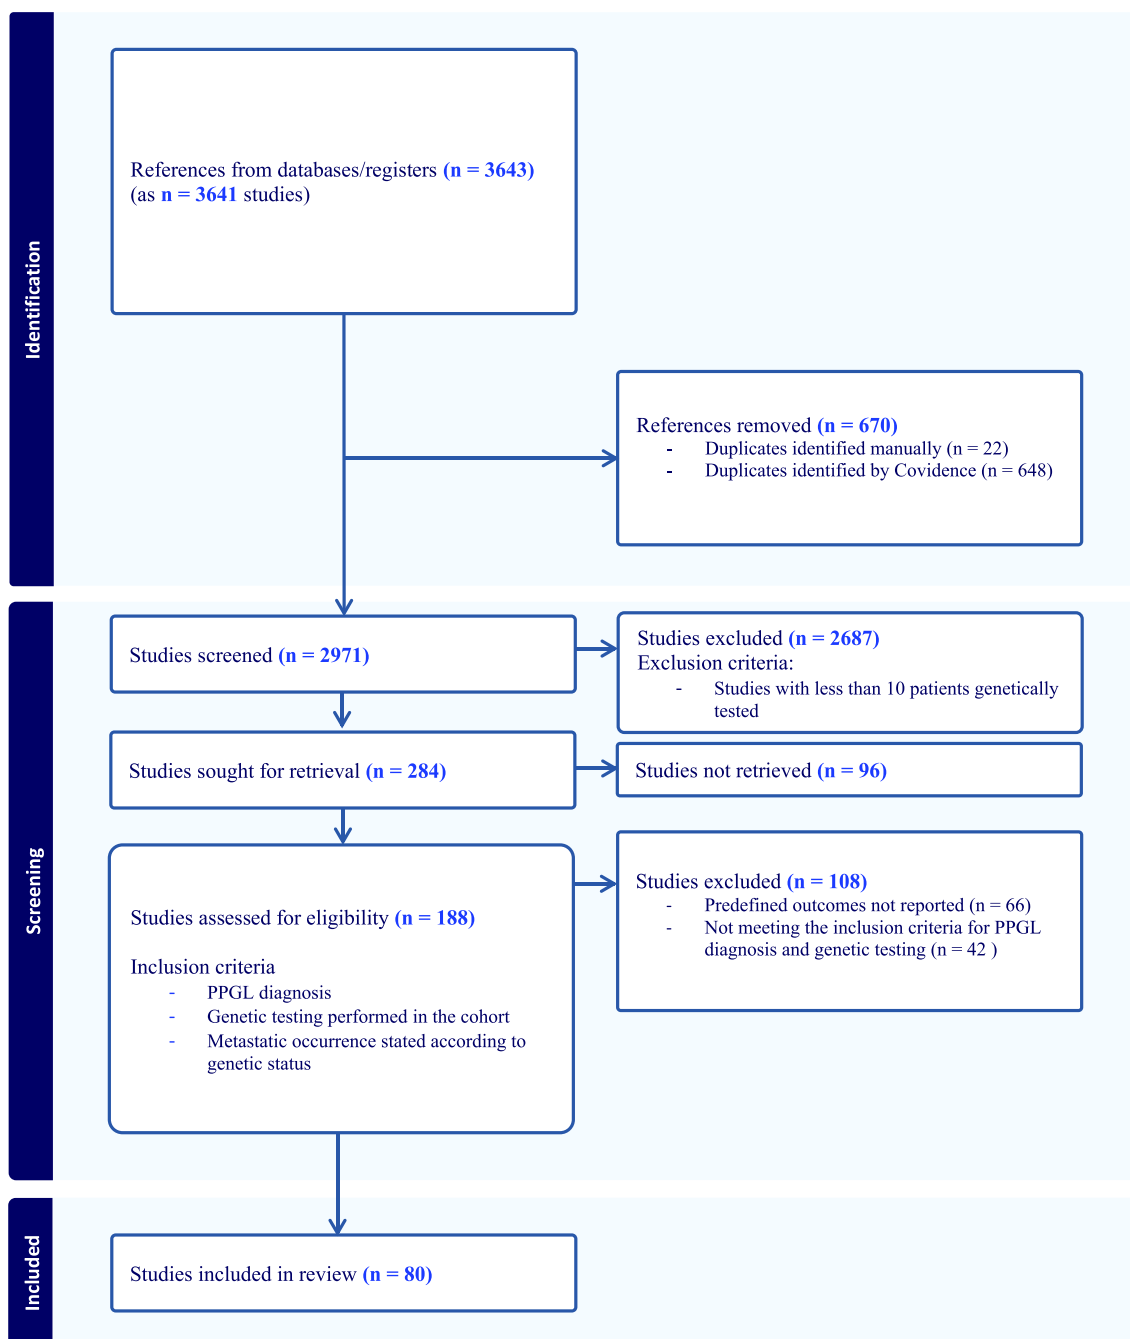 Identification
References from databases/registers (n = 3643)
(as n = 3641 studies)
References removed (n = 670)
- Duplicates identified manually (n = 22)
- Duplicates identified by Covidence (n = 648)
Screening
Studies screened (n = 2971)
Studies excluded (n = 2687)
Exclusion criteria:
- Studies with less than 10 patients genetically
tested
Studies sought for retrieval (n = 284)
Studies not retrieved (n = 96)
Studies assessed for eligibility (n = 188)
Inclusion criteria
- PPGL diagnosis
- Genetic testing performed in the cohort
- Metastatic occurrence stated according to
genetic status
Studies excluded (n = 108)
- Predefined outcomes not reported (n = 66)
- Not meeting the inclusion criteria for PPGL
diagnosis and genetic testing (n = 42 )
Included
Studies included in review (n = 80)